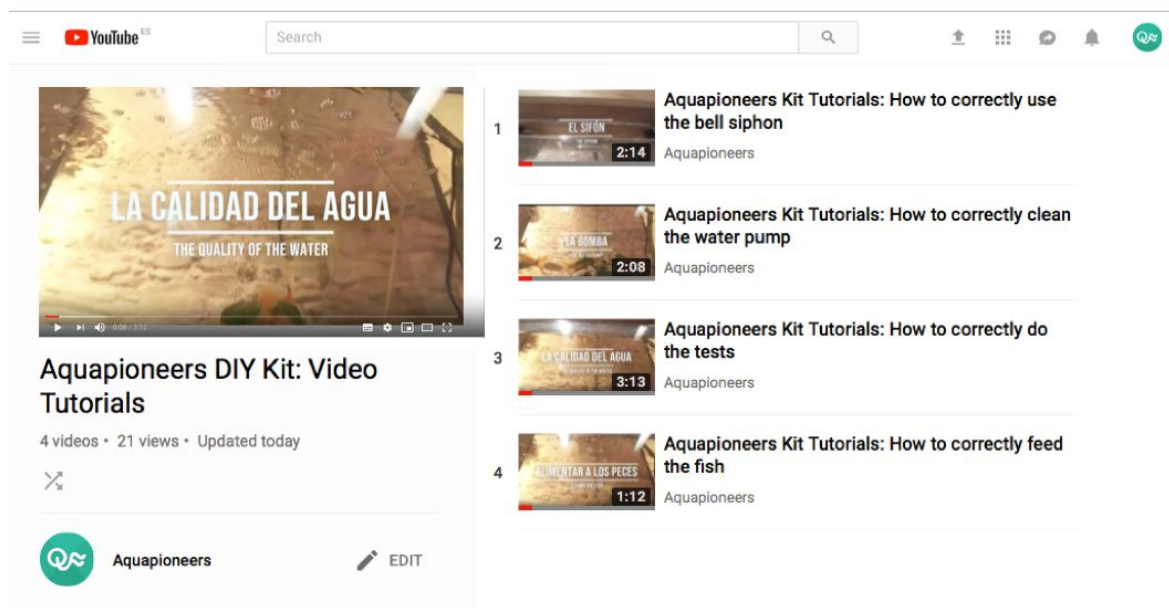 YouTube ES
Search
LA CALIDAD DEL AGUA
THE QUALITY OF THE WATER
0:06 / 3:12
Aquapioneers DIY Kit: Video
Tutorials
4 videos • 21 views • Updated today
Aquapioneers
EDIT
1
EL SIFÓN
2:14
Aquapioneers Kit Tutorials: How to correctly use
the bell siphon
Aquapioneers
2
LA BOMBA
2:08
Aquapioneers Kit Tutorials: How to correctly clean
the water pump
Aquapioneers
3
LA CALIDAD DEL AGUA
3:13
Aquapioneers Kit Tutorials: How to correctly do
the tests
Aquapioneers
4
ALIMENTAR A LOS PECES
1:12
Aquapioneers Kit Tutorials: How to correctly feed
the fish
Aquapioneers